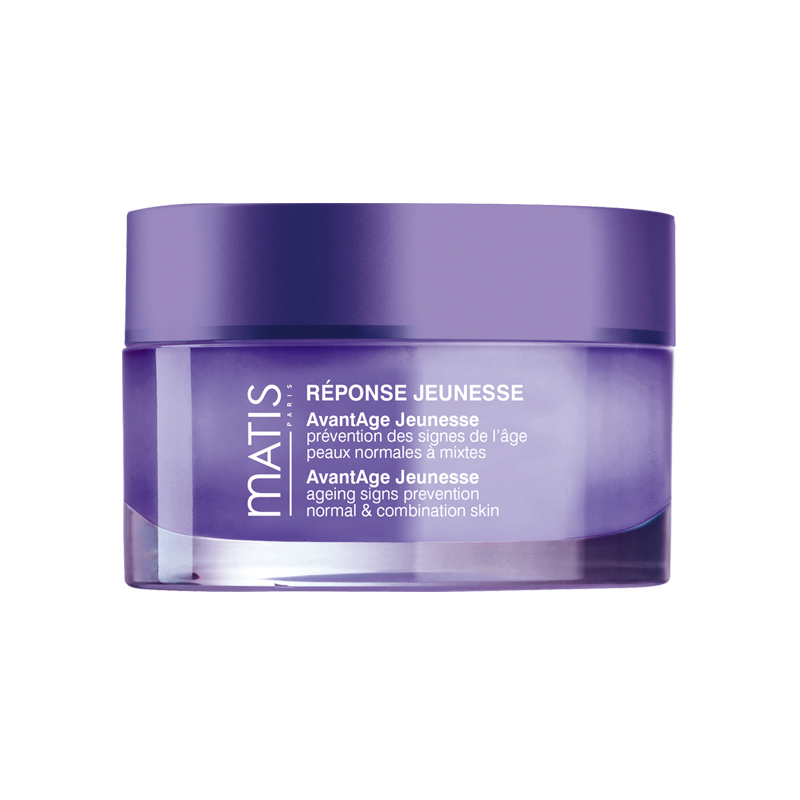 MATIS
PARIS
RÉPONSE JEUNESSE
AvantAge Jeunesse
prévention des signes de l'âge
peaux normales à mixtes
AvantAge Jeunesse
ageing signs prevention
normal & combination skin